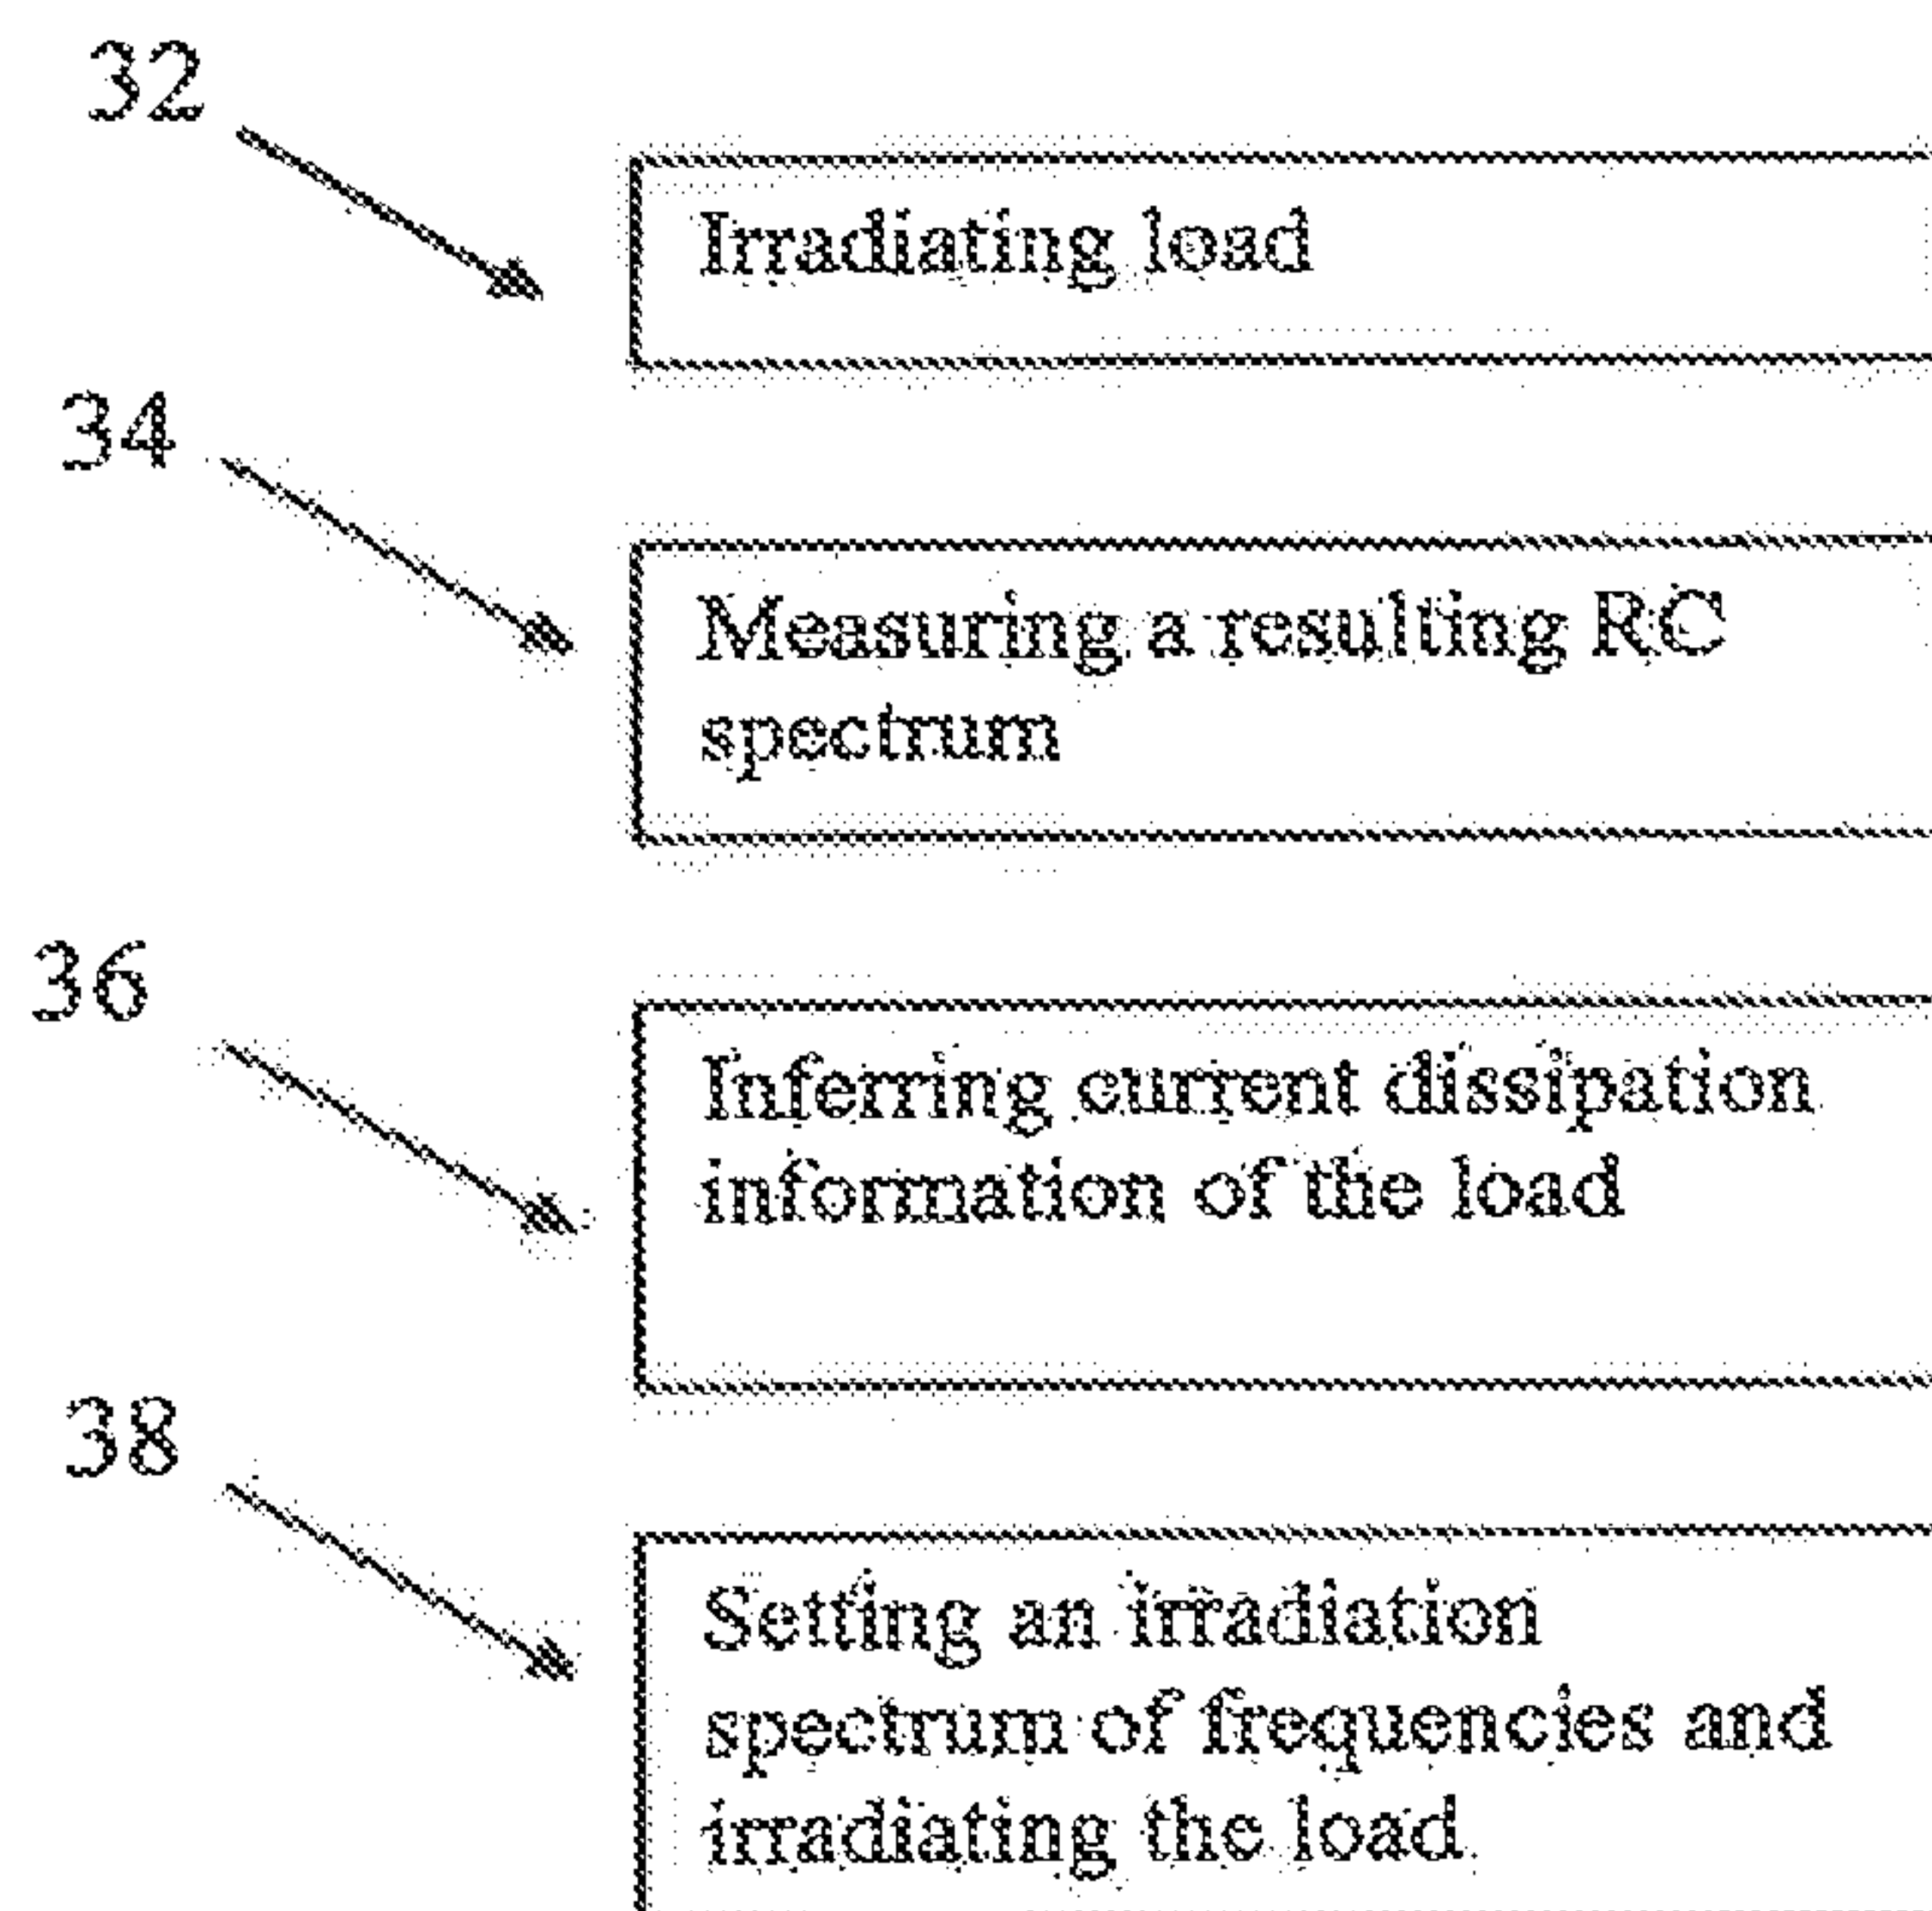 32
Irradiating load
34
Measuring a resulting RC
spectrum
36
Inferring current dissipation
information of the load
38
Setting an irradiation
spectrum of frequencies and
irradiating the load